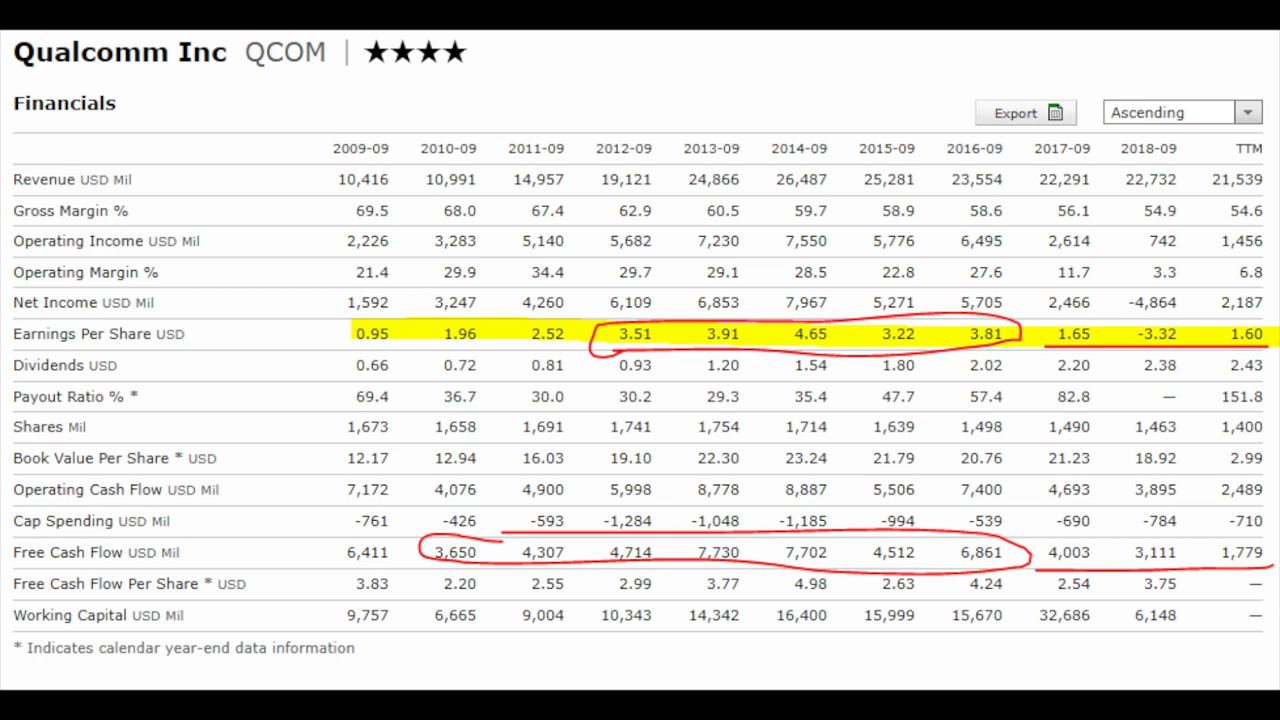 Qualcomm Inc QCOM | ★★★★
Financials
Export Ascending
2009-09 2010-09 2011-09 2012-09 2013-09 2014-09 2015-09 2016-09 2017-09 2018-09 TTM
Revenue USD Mil 10,416 10,991 14,957 19,121 24,866 26,487 25,281 23,554 22,291 22,732 21,539
Gross Margin % 69.5 68.0 67.4 62.9 60.5 59.7 58.9 58.6 56.1 54.9 54.6
Operating Income USD Mil 2,226 3,283 5,140 5,682 7,230 7,550 5,776 6,495 2,614 742 1,456
Operating Margin % 21.4 29.9 34.4 29.7 29.1 28.5 22.8 27.6 11.7 3.3 6.8
Net Income USD Mil 1,592 3,247 4,260 6,109 6,853 7,967 5,271 5,705 2,466 -4,864 2,187
Earnings Per Share USD 0.95 1.96 2.52 3.51 3.91 4.65 3.22 3.81 1.65 -3.32 1.60
Dividends USD 0.66 0.72 0.81 0.93 1.20 1.54 1.80 2.02 2.20 2.38 2.43
Payout Ratio % * 69.4 36.7 30.0 30.2 29.3 35.4 47.7 57.4 82.8 — 151.8
Shares Mil 1,673 1,658 1,691 1,741 1,754 1,714 1,639 1,498 1,490 1,463 1,400
Book Value Per Share * USD 12.17 12.94 16.03 19.10 22.30 23.24 21.79 20.76 21.23 18.92 2.99
Operating Cash Flow USD Mil 7,172 4,076 4,900 5,998 8,778 8,887 5,506 7,400 4,693 3,895 2,489
Cap Spending USD Mil -761 -426 -593 -1,284 -1,048 -1,185 -994 -539 -690 -784 -710
Free Cash Flow USD Mil 6,411 3,650 4,307 4,714 7,730 7,702 4,512 6,861 4,003 3,111 1,779
Free Cash Flow Per Share * USD 3.83 2.20 2.55 2.99 3.77 4.98 2.63 4.24 2.54 3.75 —
Working Capital USD Mil 9,757 6,665 9,004 10,343 14,342 16,400 15,999 15,670 32,686 6,148 —
* Indicates calendar year-end data information